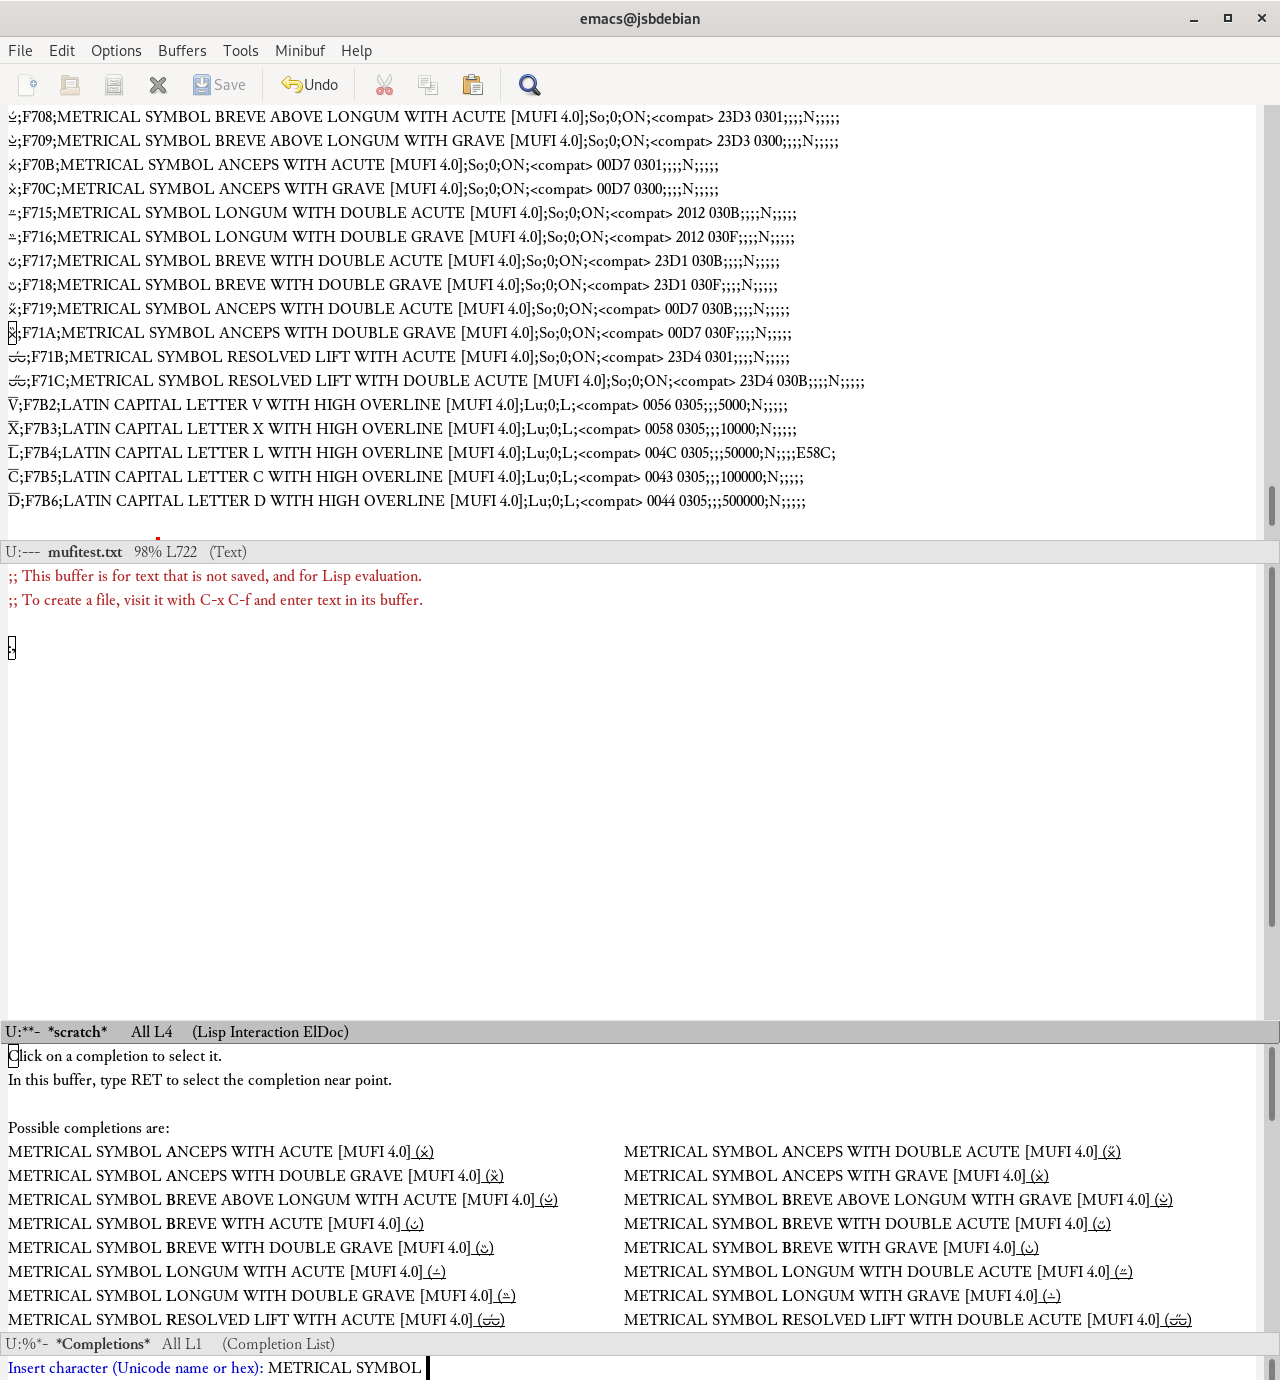 emacs@jsbdebian
File Edit Options Buffers Tools Minibuf Help
Save Undo
⏓́;F708;METRICAL SYMBOL BREVE ABOVE LONGUM WITH ACUTE [MUFI 4.0];So;0;ON;<compat> 23D3 0301;;;;N;;;;;
⏓̀;F709;METRICAL SYMBOL BREVE ABOVE LONGUM WITH GRAVE [MUFI 4.0];So;0;ON;<compat> 23D3 0300;;;;N;;;;;
×́;F70B;METRICAL SYMBOL ANCEPS WITH ACUTE [MUFI 4.0];So;0;ON;<compat> 00D7 0301;;;;N;;;;;
×̀;F70C;METRICAL SYMBOL ANCEPS WITH GRAVE [MUFI 4.0];So;0;ON;<compat> 00D7 0300;;;;N;;;;;
‒̋;F715;METRICAL SYMBOL LONGUM WITH DOUBLE ACUTE [MUFI 4.0];So;0;ON;<compat> 2012 030B;;;;N;;;;;
‒̏;F716;METRICAL SYMBOL LONGUM WITH DOUBLE GRAVE [MUFI 4.0];So;0;ON;<compat> 2012 030F;;;;N;;;;;
⏑̋;F717;METRICAL SYMBOL BREVE WITH DOUBLE ACUTE [MUFI 4.0];So;0;ON;<compat> 23D1 030B;;;;N;;;;;
⏑̏;F718;METRICAL SYMBOL BREVE WITH DOUBLE GRAVE [MUFI 4.0];So;0;ON;<compat> 23D1 030F;;;;N;;;;;
×̋;F719;METRICAL SYMBOL ANCEPS WITH DOUBLE ACUTE [MUFI 4.0];So;0;ON;<compat> 00D7 030B;;;;N;;;;;
×̏;F71A;METRICAL SYMBOL ANCEPS WITH DOUBLE GRAVE [MUFI 4.0];So;0;ON;<compat> 00D7 030F;;;;N;;;;;
⏔́;F71B;METRICAL SYMBOL RESOLVED LIFT WITH ACUTE [MUFI 4.0];So;0;ON;<compat> 23D4 0301;;;;N;;;;;
⏔̋;F71C;METRICAL SYMBOL RESOLVED LIFT WITH DOUBLE ACUTE [MUFI 4.0];So;0;ON;<compat> 23D4 030B;;;;N;;;;;
V̅;F7B2;LATIN CAPITAL LETTER V WITH HIGH OVERLINE [MUFI 4.0];Lu;0;L;<compat> 0056 0305;;;5000;N;;;;;
X̅;F7B3;LATIN CAPITAL LETTER X WITH HIGH OVERLINE [MUFI 4.0];Lu;0;L;<compat> 0058 0305;;;10000;N;;;;;
L̅;F7B4;LATIN CAPITAL LETTER L WITH HIGH OVERLINE [MUFI 4.0];Lu;0;L;<compat> 004C 0305;;;50000;N;;;;E58C;
C̅;F7B5;LATIN CAPITAL LETTER C WITH HIGH OVERLINE [MUFI 4.0];Lu;0;L;<compat> 0043 0305;;;100000;N;;;;;
D̅;F7B6;LATIN CAPITAL LETTER D WITH HIGH OVERLINE [MUFI 4.0];Lu;0;L;<compat> 0044 0305;;;500000;N;;;;;
U:--- mufitest.txt 98% L722 (Text)
;; This buffer is for text that is not saved, and for Lisp evaluation.
;; To create a file, visit it with C-x C-f and enter text in its buffer.
U:**- *scratch* All L4 (Lisp Interaction ElDoc)
Click on a completion to select it.
In this buffer, type RET to select the completion near point.
Possible completions are:
METRICAL SYMBOL ANCEPS WITH ACUTE [MUFI 4.0] (×́) METRICAL SYMBOL ANCEPS WITH DOUBLE ACUTE [MUFI 4.0] (×̋)
METRICAL SYMBOL ANCEPS WITH DOUBLE GRAVE [MUFI 4.0] (×̏) METRICAL SYMBOL ANCEPS WITH GRAVE [MUFI 4.0] (×̀)
METRICAL SYMBOL BREVE ABOVE LONGUM WITH ACUTE [MUFI 4.0] (⏓́) METRICAL SYMBOL BREVE ABOVE LONGUM WITH GRAVE [MUFI 4.0] (⏓̀)
METRICAL SYMBOL BREVE WITH ACUTE [MUFI 4.0] (⏑́) METRICAL SYMBOL BREVE WITH DOUBLE ACUTE [MUFI 4.0] (⏑̋)
METRICAL SYMBOL BREVE WITH DOUBLE GRAVE [MUFI 4.0] (⏑̏) METRICAL SYMBOL BREVE WITH GRAVE [MUFI 4.0] (⏑̀)
METRICAL SYMBOL LONGUM WITH ACUTE [MUFI 4.0] (‒́) METRICAL SYMBOL LONGUM WITH DOUBLE ACUTE [MUFI 4.0] (‒̋)
METRICAL SYMBOL LONGUM WITH DOUBLE GRAVE [MUFI 4.0] (‒̏) METRICAL SYMBOL LONGUM WITH GRAVE [MUFI 4.0] (‒̀)
METRICAL SYMBOL RESOLVED LIFT WITH ACUTE [MUFI 4.0] (⏔́) METRICAL SYMBOL RESOLVED LIFT WITH DOUBLE ACUTE [MUFI 4.0] (⏔̋)
U:%*- *Completions* All L1 (Completion List)
Insert character (Unicode name or hex): METRICAL SYMBOL